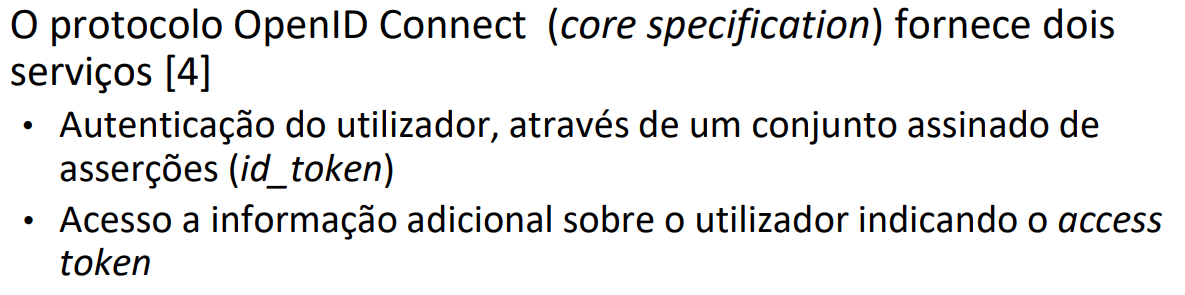 O protocolo OpenID Connect (core specification) fornece dois
serviços [4]
• Autenticação do utilizador, através de um conjunto assinado de
asserções (id_token)
• Acesso a informação adicional sobre o utilizador indicando o access
token